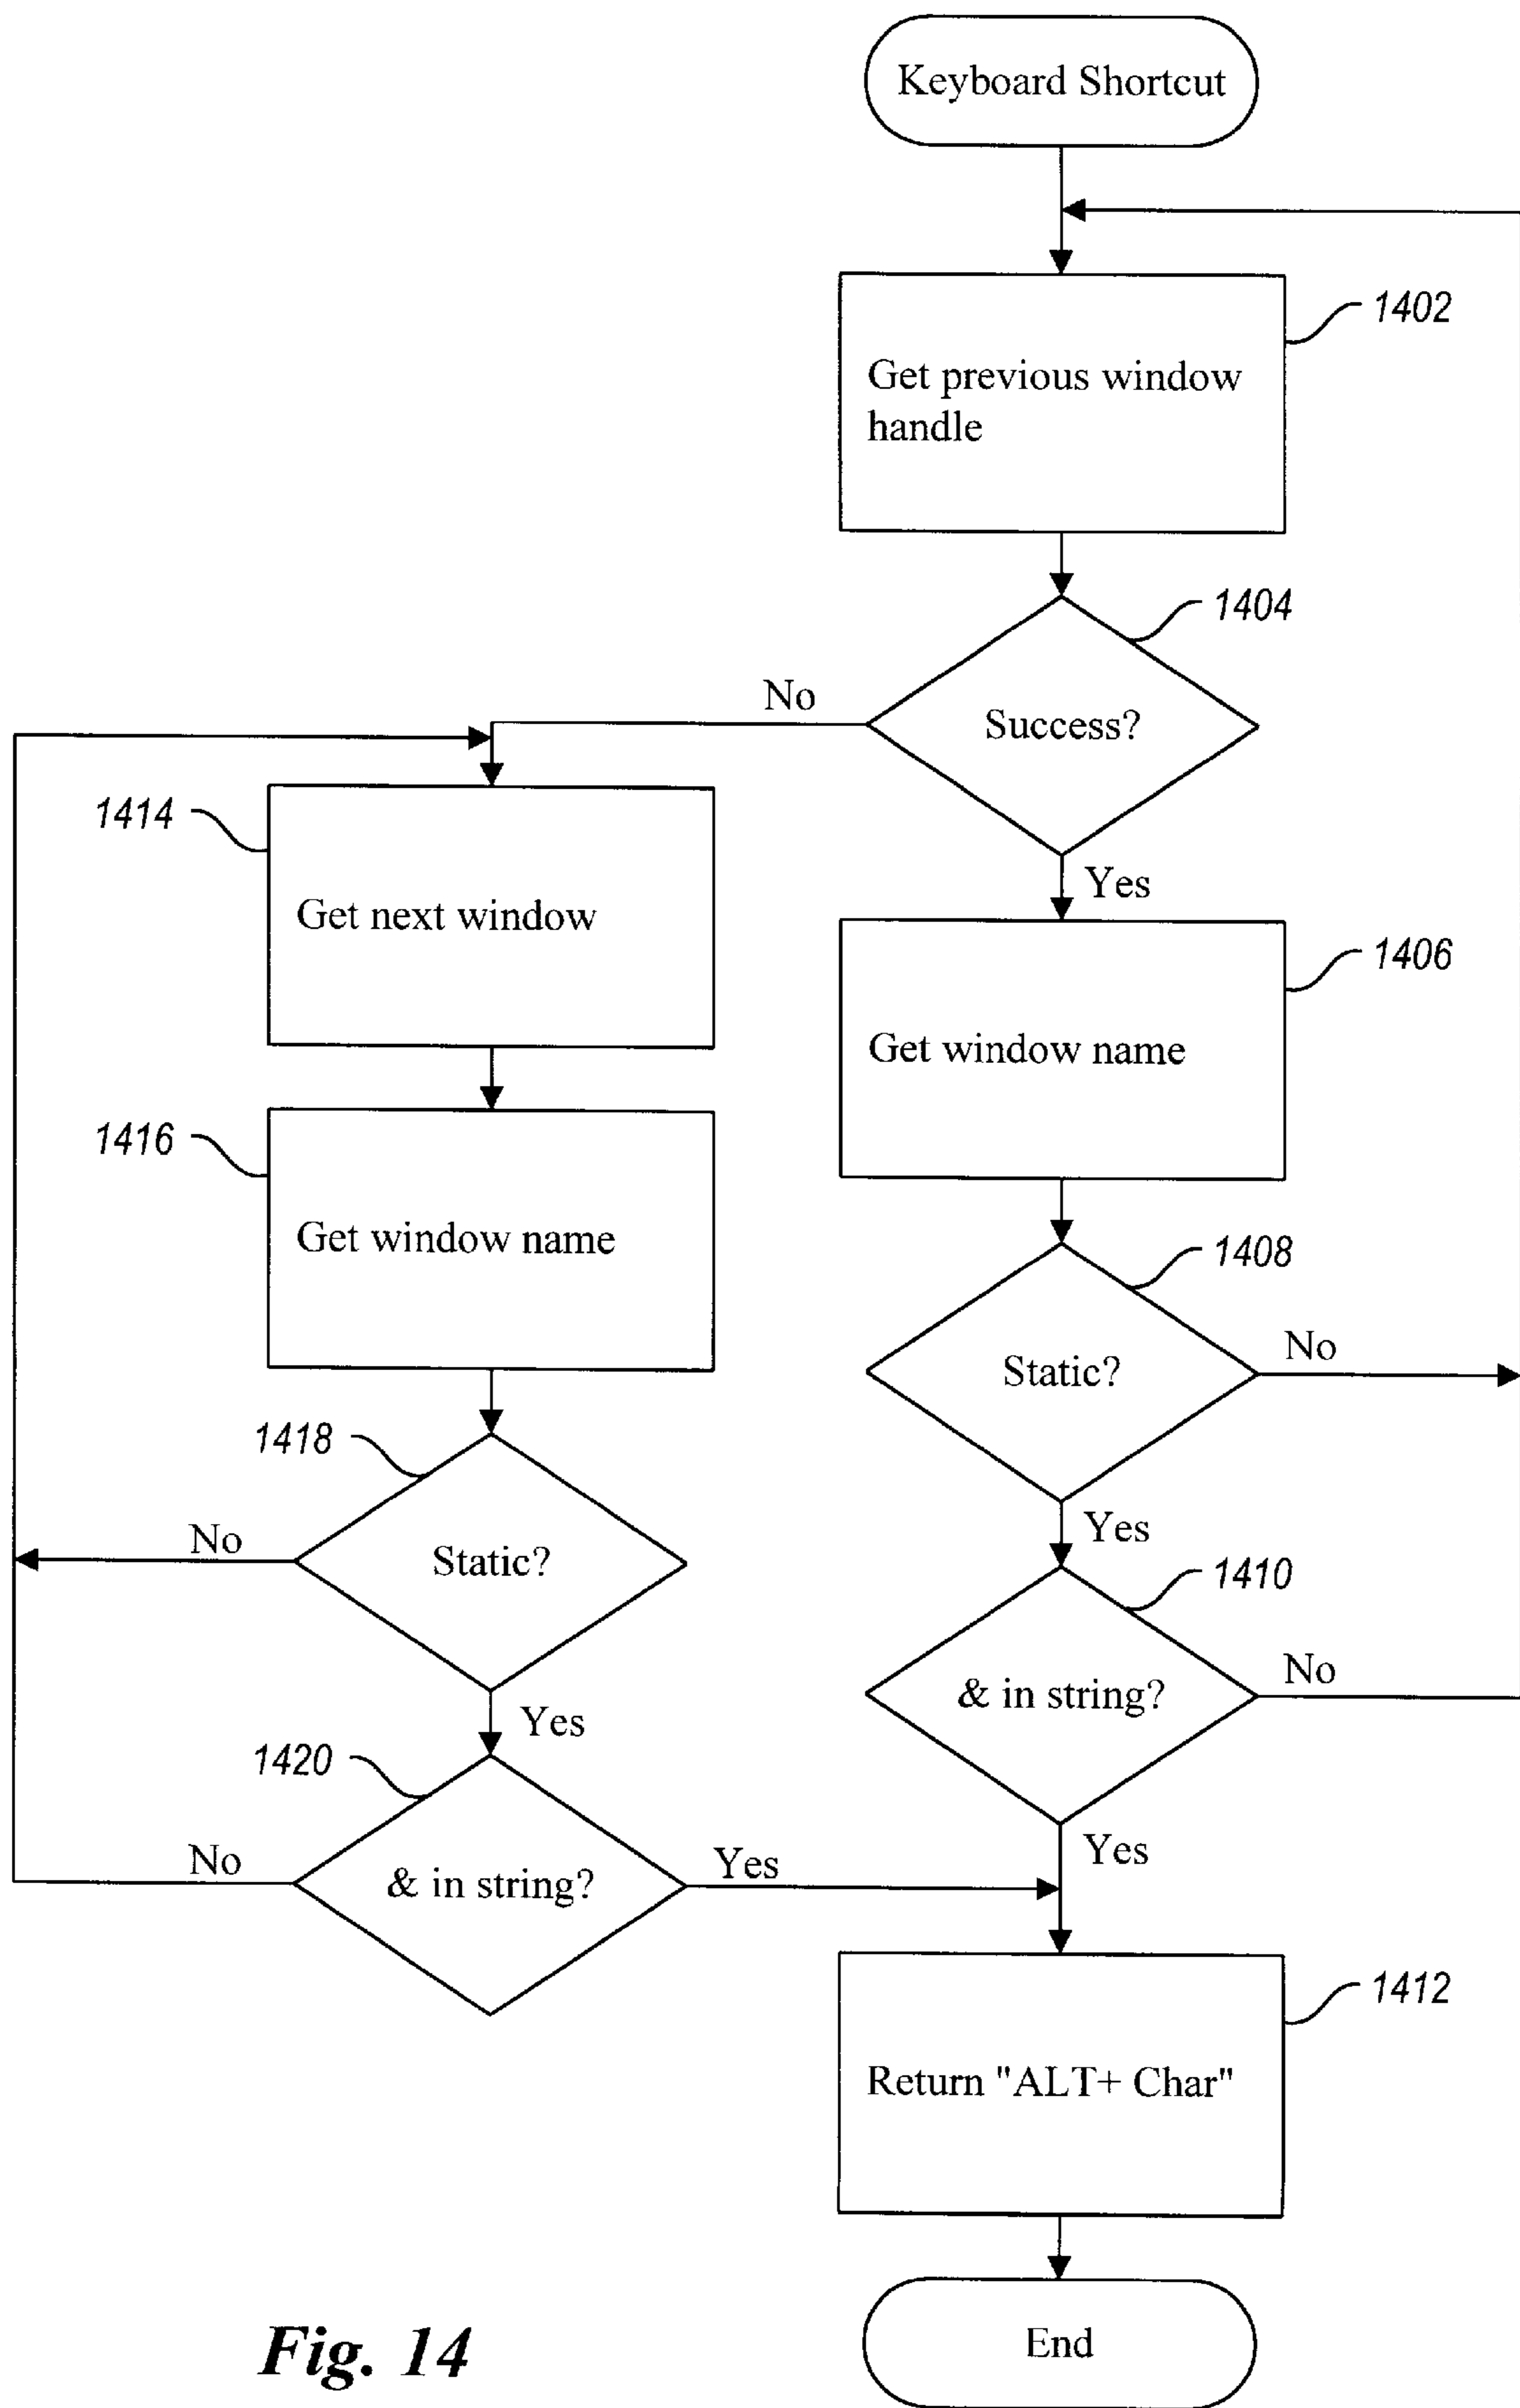 Keyboard Shortcut
1402
Get previous window
handle
1404
No
Success?
1414
Yes
Get next window
1406
Get window name
1416
Get window name
1408
No
Static?
1418
Yes
No
Static?
1410
Yes
No
& in string?
1420
Yes
No
Yes
& in string?
1412
Return "ALT+ Char"
End
Fig. 14